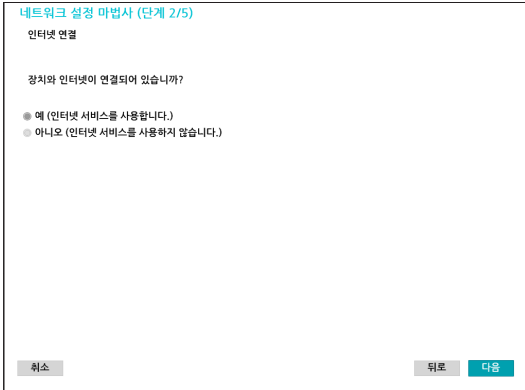 네트워크 설정 마법사 (단계 2/5)
인터넷 연결
장치와 인터넷이 연결되어 있습니까?
예 (인터넷 서비스를 사용합니다.)
아니오 (인터넷 서비스를 사용하지 않습니다.)
취소 뒤로 다음